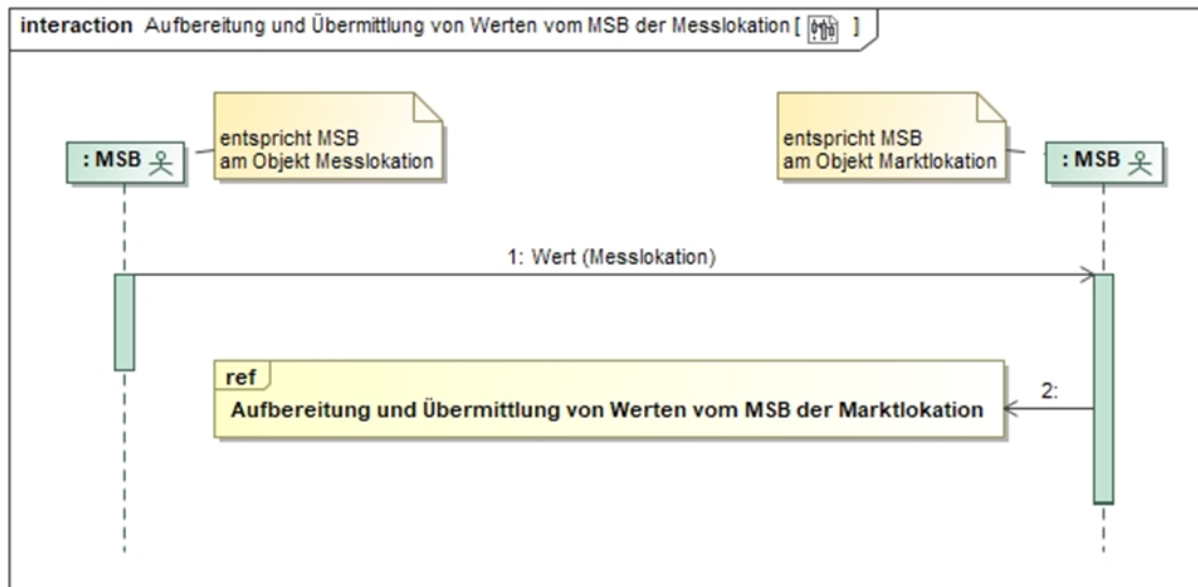 interaction Aufbereitung und Übermittlung von Werten vom MSB der Messlokation [ ]
entspricht MSB
am Objekt Messlokation
entspricht MSB
am Objekt Marktlokation
: MSB
: MSB
1: Wert (Messlokation)
ref
Aufbereitung und Übermittlung von Werten vom MSB der Marktlokation
2: